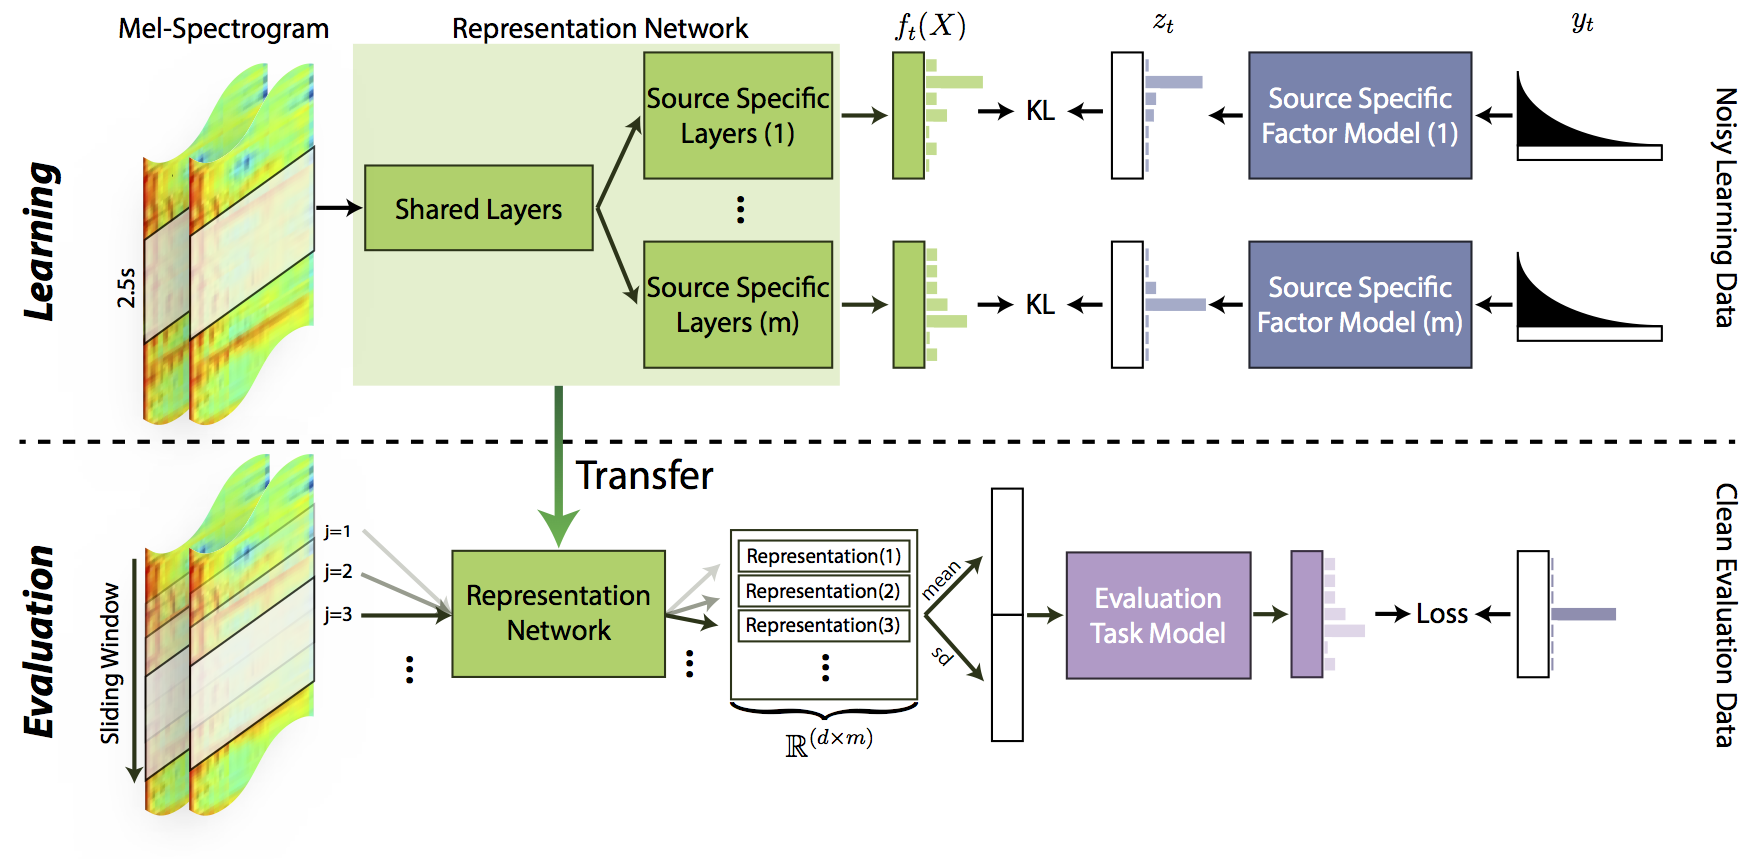 Mel-Spectrogram
Representation Network
f_t(X)
z_t
y_t
Learning
2.5s
Shared Layers
Source Specific
Layers (1)
⋮
Source Specific
Layers (m)
KL
KL
Source Specific
Factor Model (1)
Source Specific
Factor Model (m)
Noisy Learning Data
Transfer
Evaluation
Sliding Window
j=1
j=2
j=3
⋮
Representation
Network
⋮
Representation(1)
Representation(2)
Representation(3)
⋮
ℝ^(d×m)
mean
sd
Evaluation
Task Model
Loss
Clean Evaluation Data